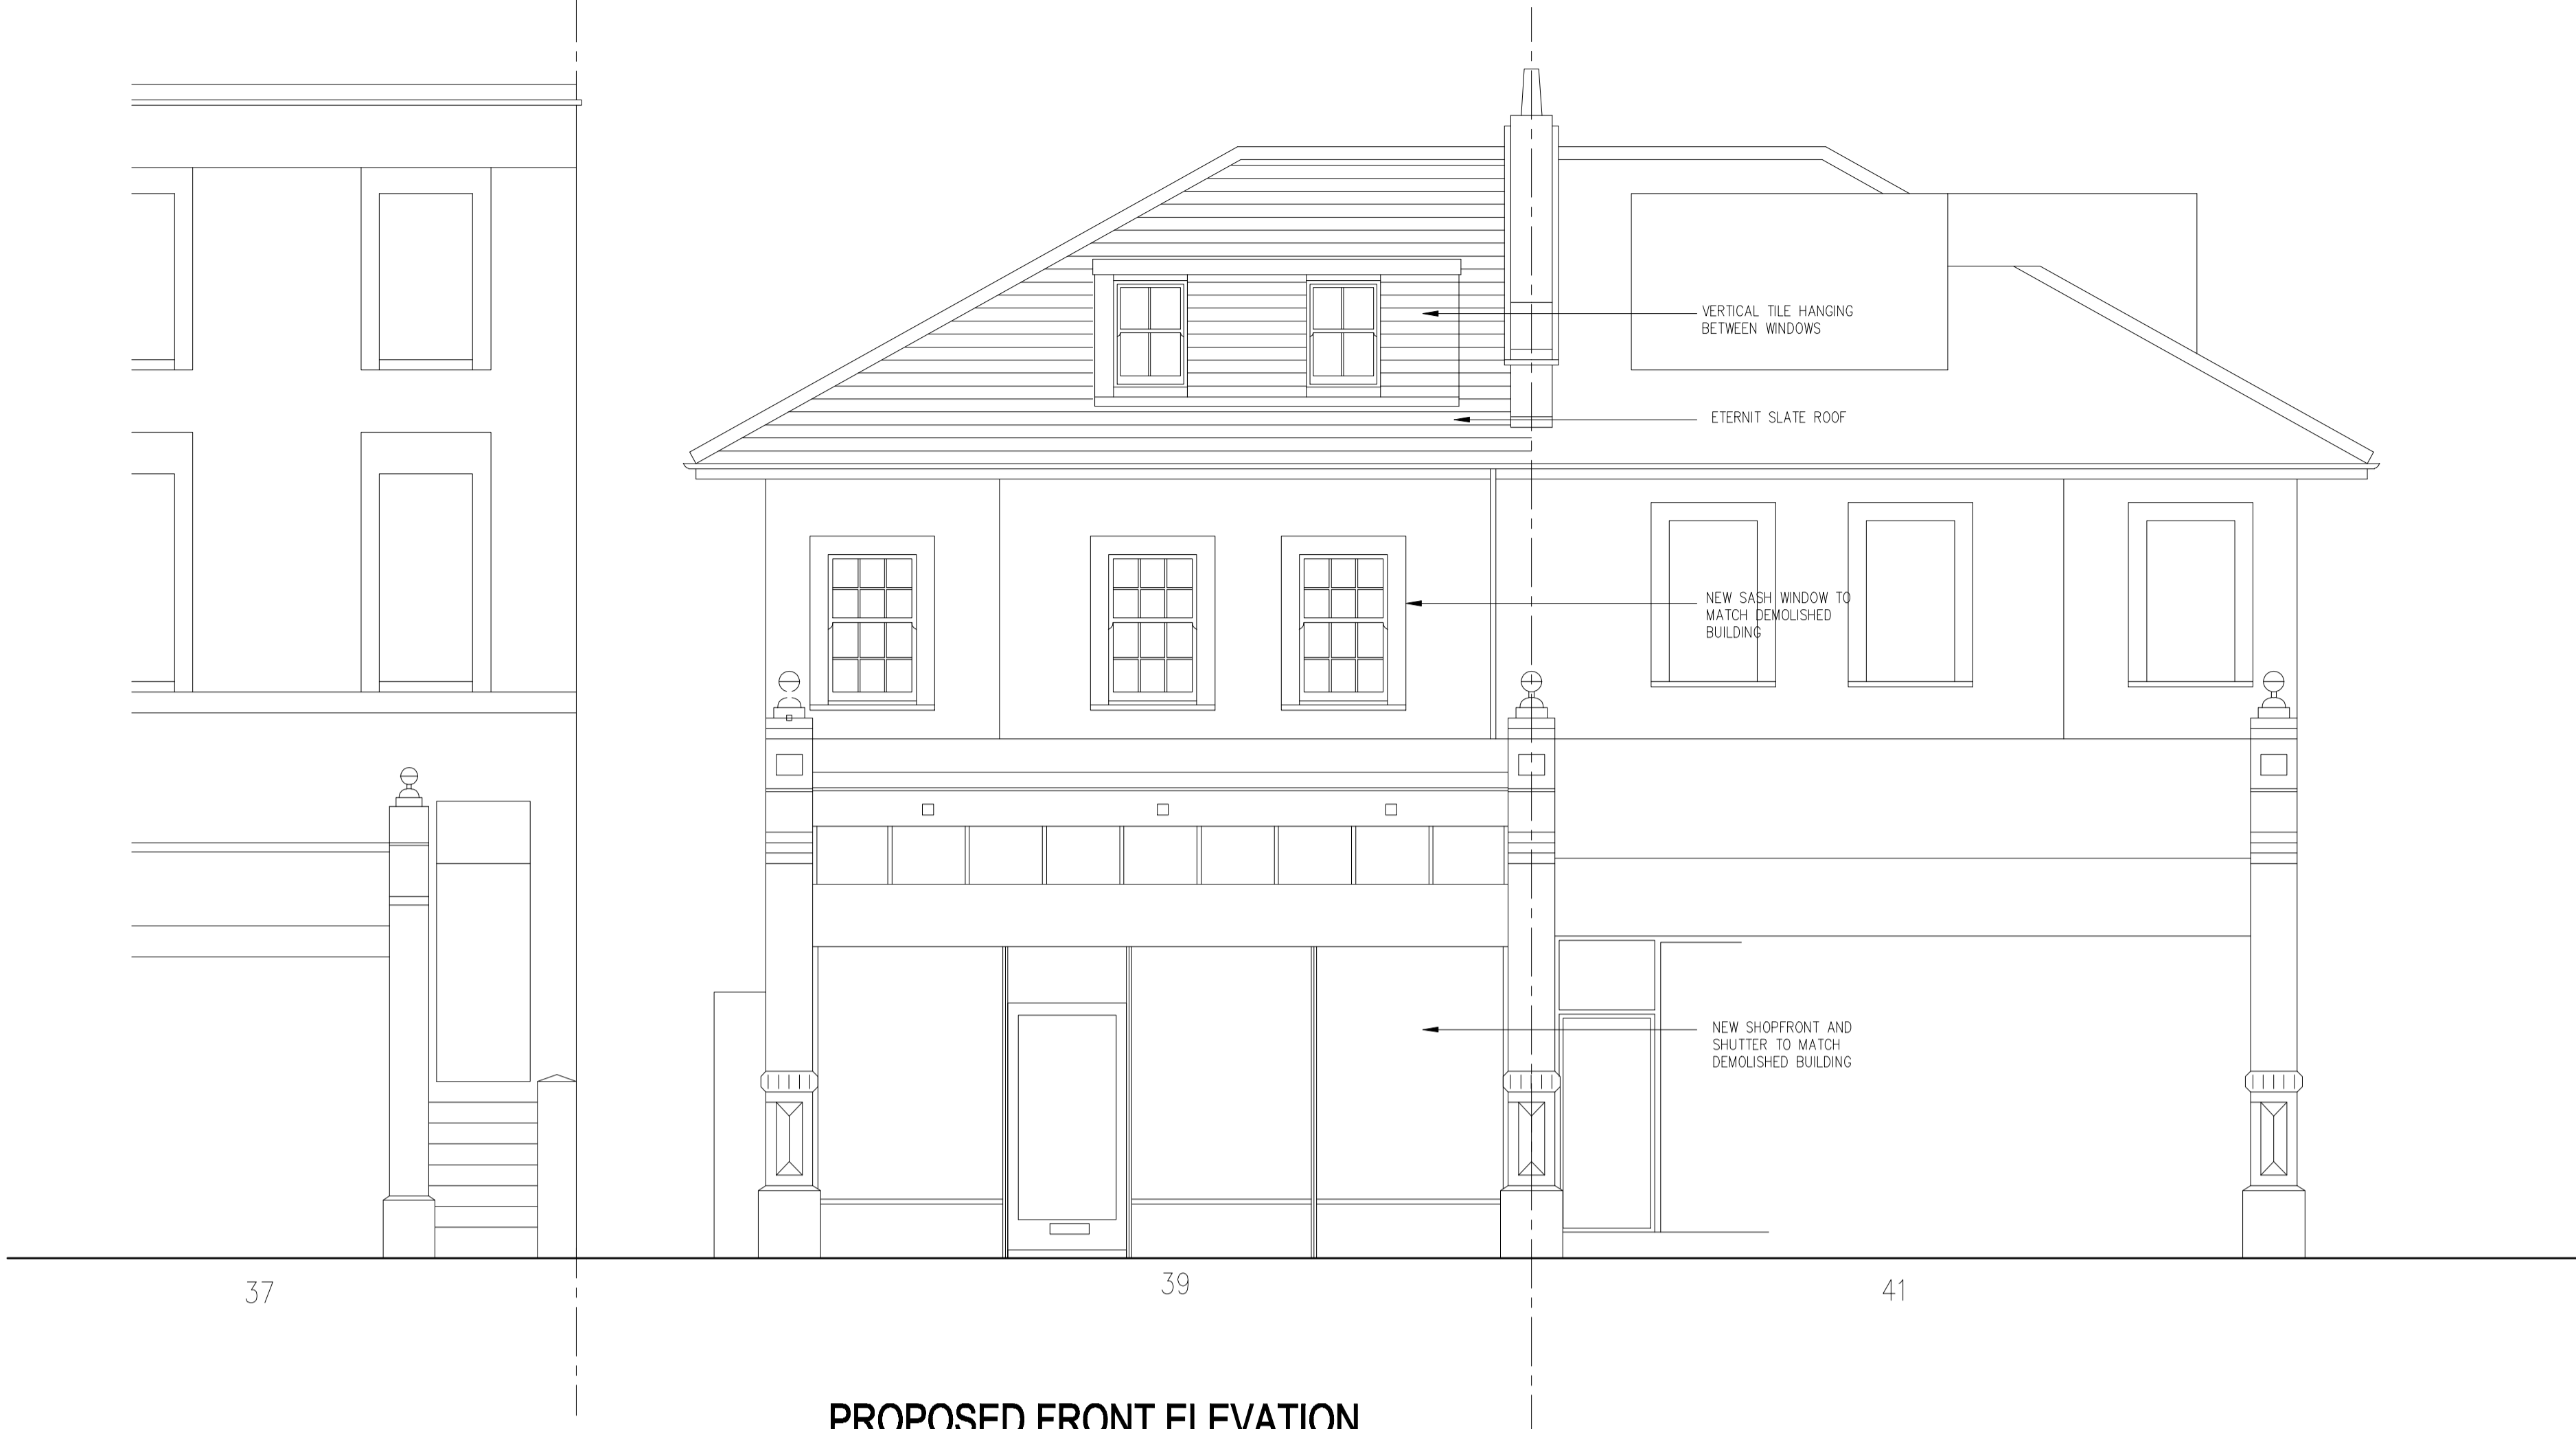 VERTICAL TILE HANGING
BETWEEN WINDOWS
ETERNIT SLATE ROOF
NEW SASH WINDOW TO
MATCH DEMOLISHED
BUILDING
NEW SHOPFRONT AND
SHUTTER TO MATCH
DEMOLISHED BUILDING
37
39
41
PROPOSED FRONT ELEVATION